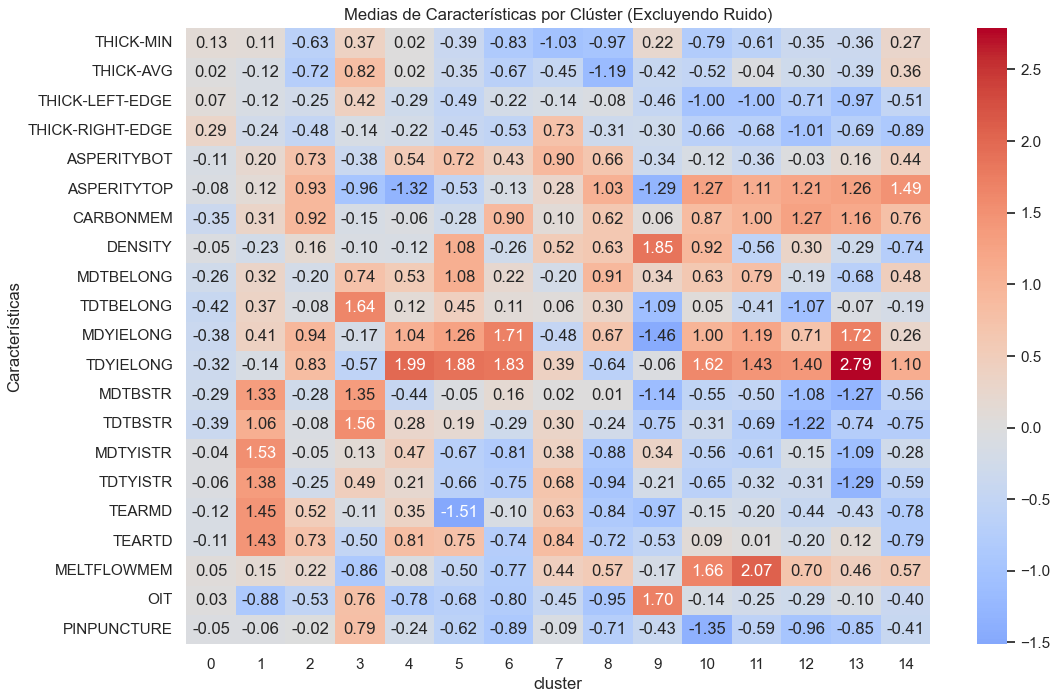 Medias de Características por Clúster (Excluyendo Ruido)
THICK-MIN 0.13 0.11 -0.63 0.37 0.02 -0.39 -0.83 -1.03 -0.97 0.22 -0.79 -0.61 -0.35 -0.36 0.27
THICK-AVG 0.02 -0.12 -0.72 0.82 0.02 -0.35 -0.67 -0.45 -1.19 -0.42 -0.52 -0.04 -0.30 -0.39 0.36
THICK-LEFT-EDGE 0.07 -0.12 -0.25 0.42 -0.29 -0.49 -0.22 -0.14 -0.08 -0.46 -1.00 -1.00 -0.71 -0.97 -0.51
THICK-RIGHT-EDGE 0.29 -0.24 -0.48 -0.14 -0.22 -0.45 -0.53 0.73 -0.31 -0.30 -0.66 -0.68 -1.01 -0.69 -0.89
ASPERITYBOT -0.11 0.20 0.73 -0.38 0.54 0.72 0.43 0.90 0.66 -0.34 -0.12 -0.36 -0.03 0.16 0.44
ASPERITYTOP -0.08 0.12 0.93 -0.96 -1.32 -0.53 -0.13 0.28 1.03 -1.29 1.27 1.11 1.21 1.26 1.49
CARBONMEM -0.35 0.31 0.92 -0.15 -0.06 -0.28 0.90 0.10 0.62 0.06 0.87 1.00 1.27 1.16 0.76
DENSITY -0.05 -0.23 0.16 -0.10 -0.12 1.08 -0.26 0.52 0.63 1.85 0.92 -0.56 0.30 -0.29 -0.74
MDTBELONG -0.26 0.32 -0.20 0.74 0.53 1.08 0.22 -0.20 0.91 0.34 0.63 0.79 -0.19 -0.68 0.48
TDTBELONG -0.42 0.37 -0.08 1.64 0.12 0.45 0.11 0.06 0.30 -1.09 0.05 -0.41 -1.07 -0.07 -0.19
MDYIELONG -0.38 0.41 0.94 -0.17 1.04 1.26 1.71 -0.48 0.67 -1.46 1.00 1.19 0.71 1.72 0.26
TDYIELONG -0.32 -0.14 0.83 -0.57 1.99 1.88 1.83 0.39 -0.64 -0.06 1.62 1.43 1.40 2.79 1.10
MDTBSTR -0.29 1.33 -0.28 1.35 -0.44 -0.05 0.16 0.02 0.01 -1.14 -0.55 -0.50 -1.08 -1.27 -0.56
TDTBSTR -0.39 1.06 -0.08 1.56 0.28 0.19 -0.29 0.30 -0.24 -0.75 -0.31 -0.69 -1.22 -0.74 -0.75
MDTYISTR -0.04 1.53 -0.05 0.13 0.47 -0.67 -0.81 0.38 -0.88 0.34 -0.56 -0.61 -0.15 -1.09 -0.28
TDTYISTR -0.06 1.38 -0.25 0.49 0.21 -0.66 -0.75 0.68 -0.94 -0.21 -0.65 -0.32 -0.31 -1.29 -0.59
TEARMD -0.12 1.45 0.52 -0.11 0.35 -1.51 -0.10 0.63 -0.84 -0.97 -0.15 -0.20 -0.44 -0.43 -0.78
TEARTD -0.11 1.43 0.73 -0.50 0.81 0.75 -0.74 0.84 -0.72 -0.53 0.09 0.01 -0.20 0.12 -0.79
MELTFLOWMEM 0.05 0.15 0.22 -0.86 -0.08 -0.50 -0.77 0.44 0.57 -0.17 1.66 2.07 0.70 0.46 0.57
OIT 0.03 -0.88 -0.53 0.76 -0.78 -0.68 -0.80 -0.45 -0.95 1.70 -0.14 -0.25 -0.29 -0.10 -0.40
PINPUNCTURE -0.05 -0.06 -0.02 0.79 -0.24 -0.62 -0.89 -0.09 -0.71 -0.43 -1.35 -0.59 -0.96 -0.85 -0.41
0 1 2 3 4 5 6 7 8 9 10 11 12 13 14
cluster
Características
2.5
2.0
1.5
1.0
0.5
0.0
-0.5
-1.0
-1.5